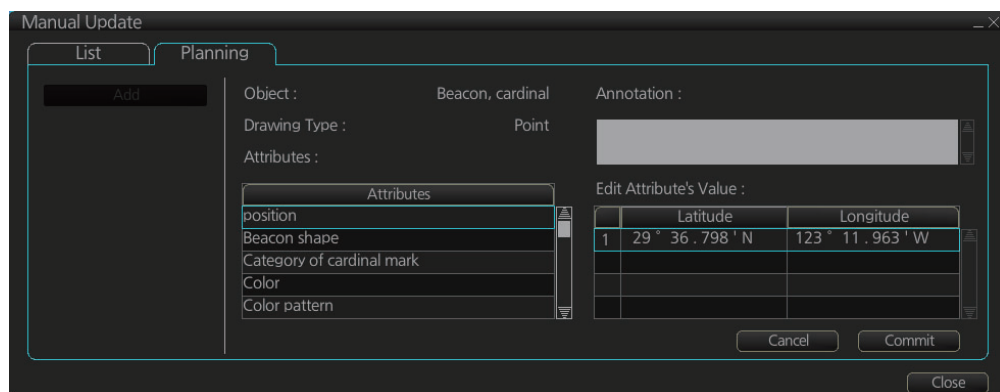 Manual Update
List Planning
Add
Object : Beacon, cardinal
Drawing Type : Point
Attributes :
Attributes
position
Beacon shape
Category of cardinal mark
Color
Color pattern
Annotation :
Edit Attribute's Value :
Latitude Longitude
1 29 ° 36 . 798 ' N 123 ° 11 . 963 ' W
Cancel Commit
Close